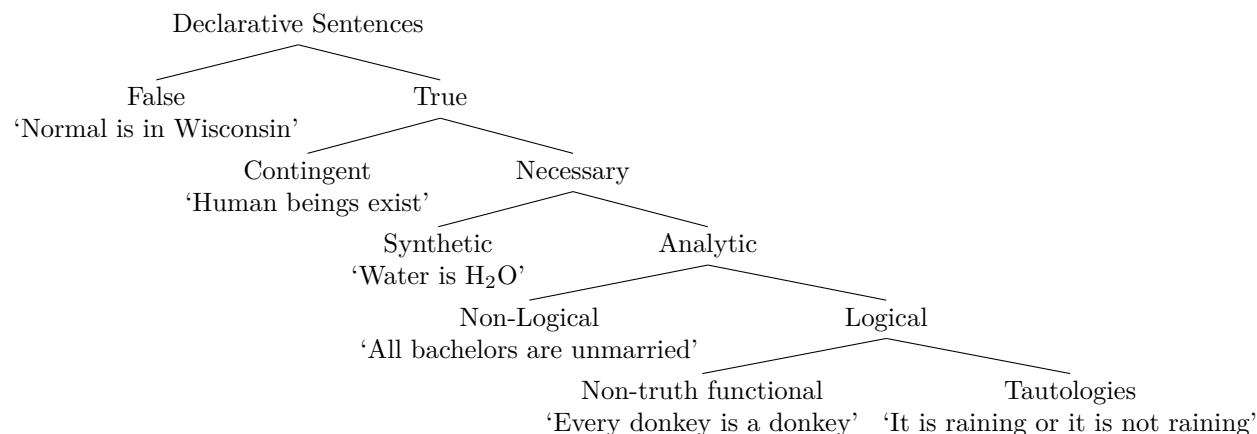 Declarative Sentences
False True
‘Normal is in Wisconsin’
Contingent Necessary
‘Human beings exist’
Synthetic Analytic
‘Water is H₂O’
Non-Logical Logical
‘All bachelors are unmarried’
Non-truth functional Tautologies
‘Every donkey is a donkey’ ‘It is raining or it is not raining’